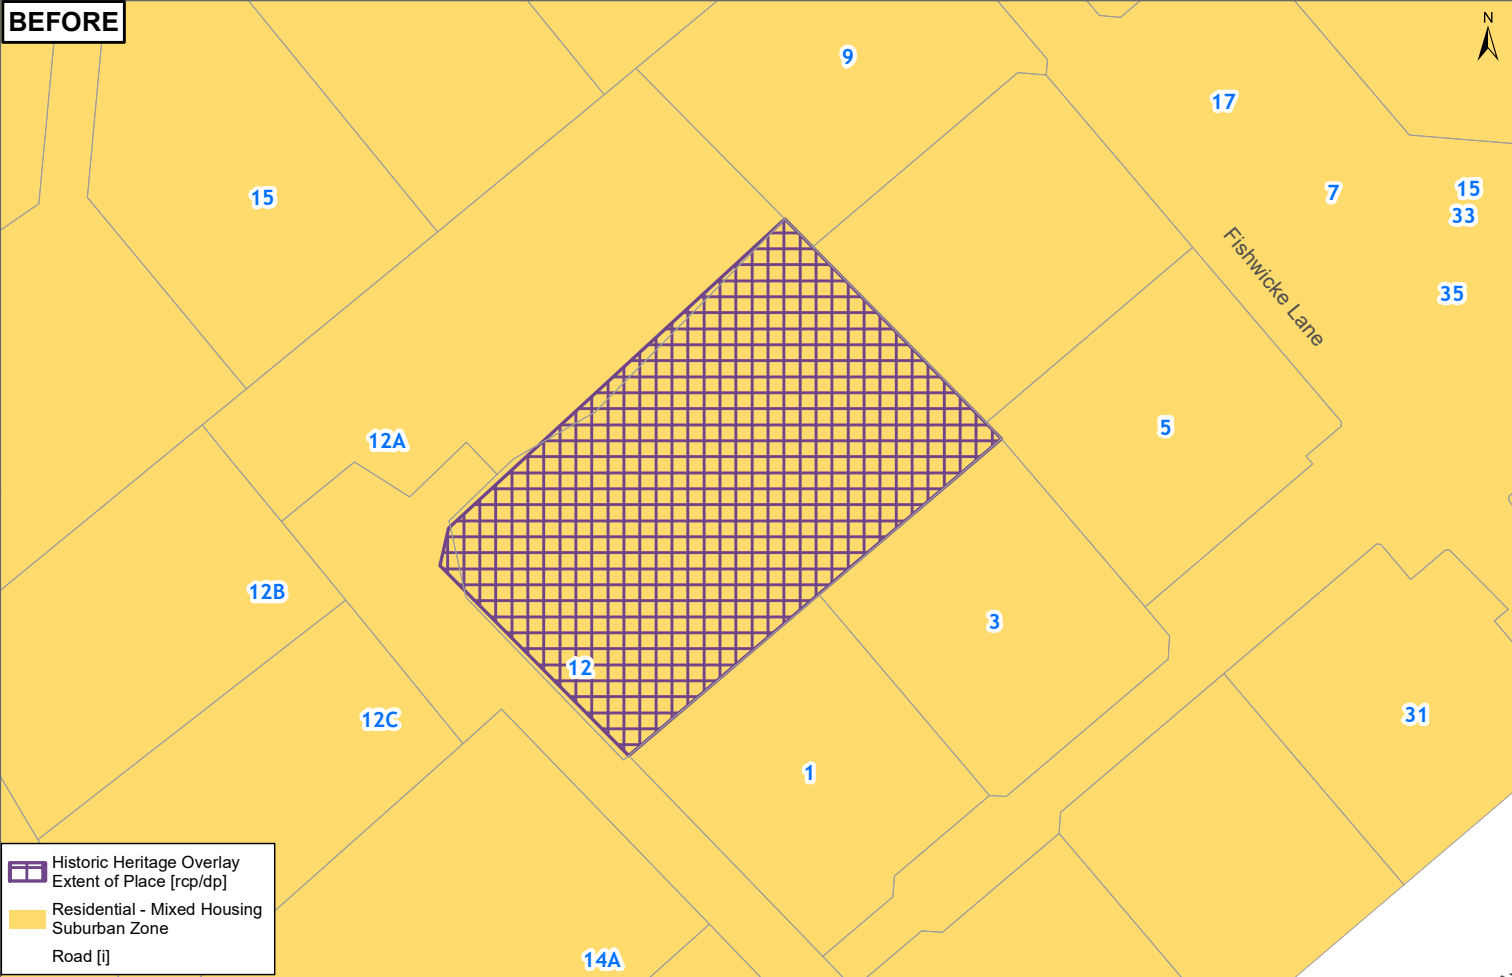 BEFORE
N
9
17
7
15
33
35
15
Fishwicke Lane
12A
5
12B
3
12
12C
31
1
14A
Historic Heritage Overlay
Extent of Place [rcp/dp]
Residential - Mixed Housing
Suburban Zone
Road [i]